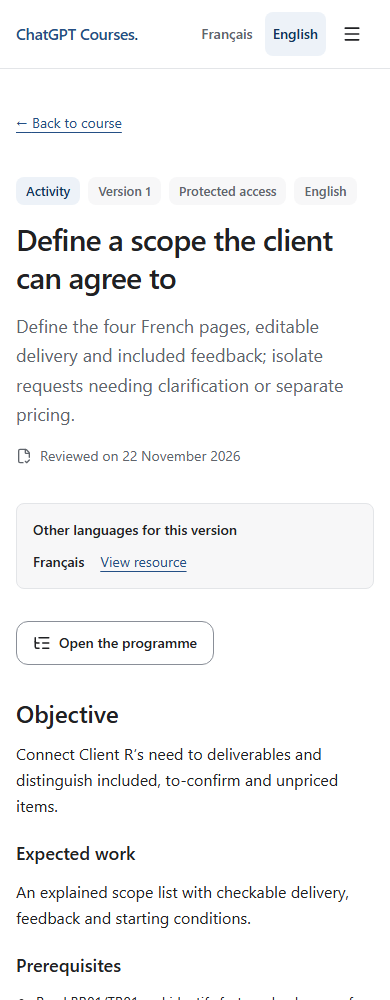 ChatGPT Courses.
Français
English
← Back to course
Activity
Version 1
Protected access
English
Define a scope the client
can agree to
Define the four French pages, editable
delivery and included feedback; isolate
requests needing clarification or separate
pricing.
Reviewed on 22 November 2026
Other languages for this version
Français View resource
Open the programme
Objective
Connect Client R’s need to deliverables and
distinguish included, to-confirm and unpriced
items.
Expected work
An explained scope list with checkable delivery,
feedback and starting conditions.
Prerequisites